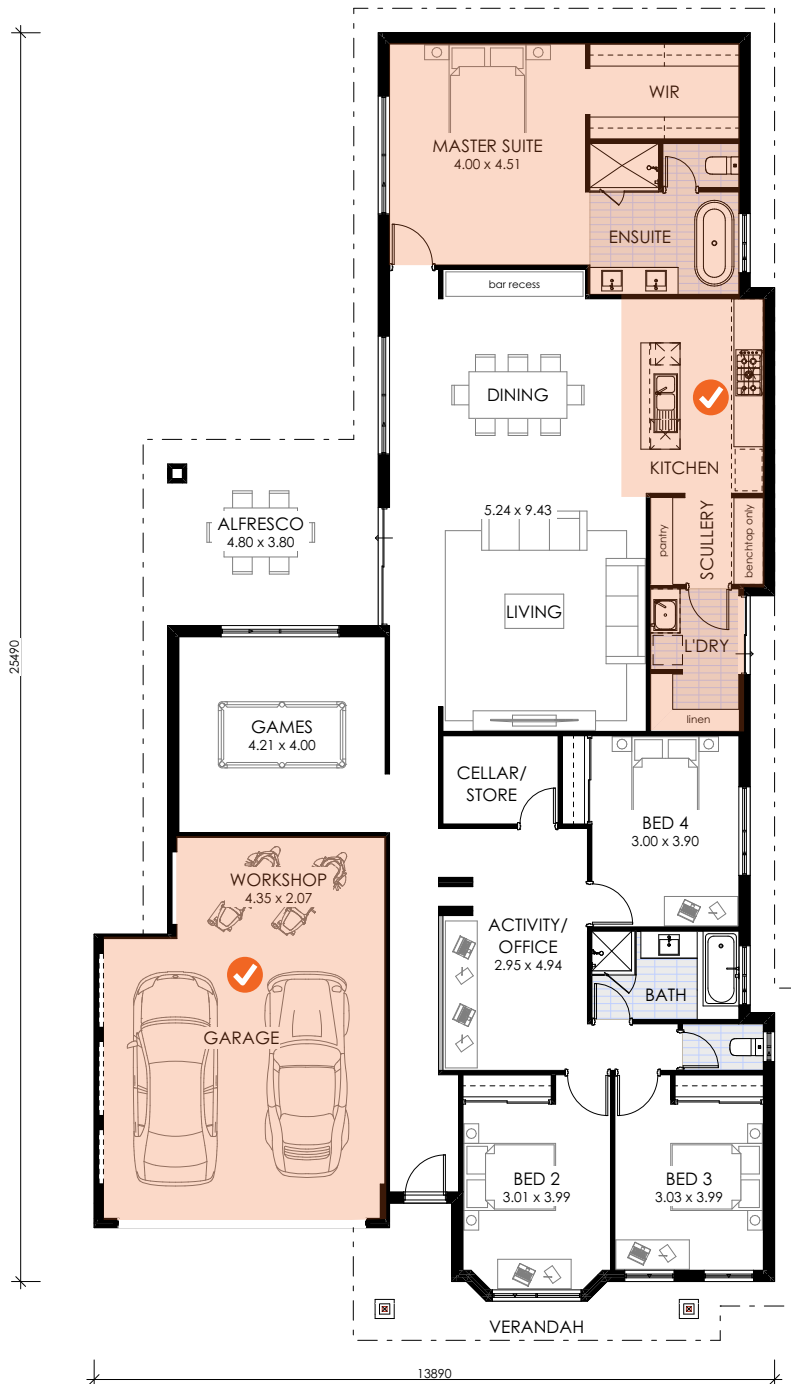 WIR
MASTER SUITE
4.00 x 4.51
ENSUITE
bar recess
DINING
KITCHEN
5.24 x 9.43
ALFRESCO
4.80 x 3.80
pantry
SCULLERY
benchtop only
LIVING
L'DRY
25490
linen
GAMES
4.21 x 4.00
CELLAR/
STORE
BED 4
3.00 x 3.90
WORKSHOP
4.35 x 2.07
ACTIVITY/
OFFICE
2.95 x 4.94
BATH
GARAGE
BED 2
3.01 x 3.99
BED 3
3.03 x 3.99
VERANDAH
13890